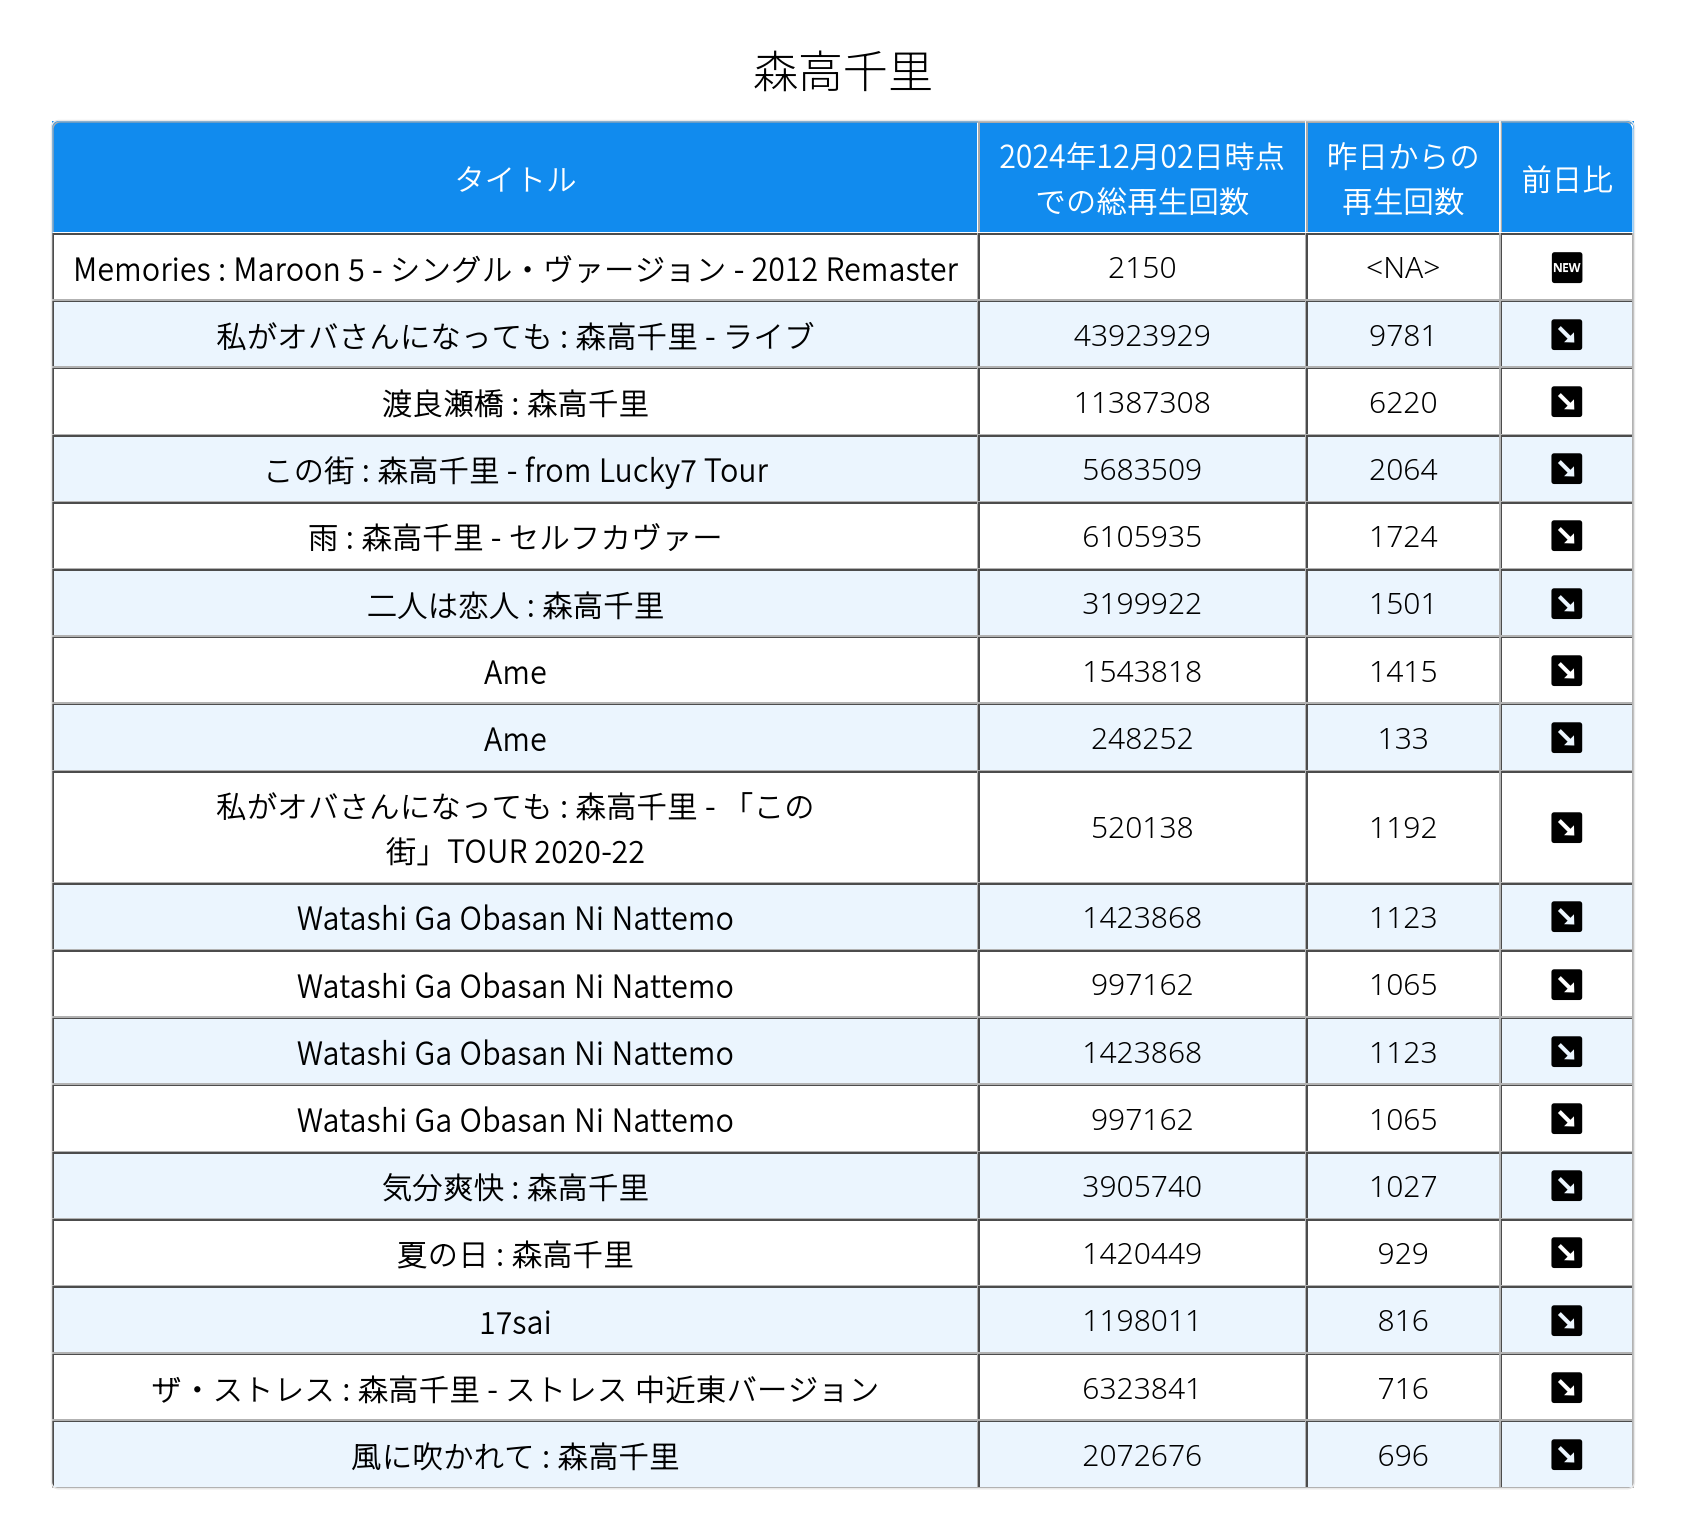 森高千里
タイトル
2024年12月02日時点
での総再生回数
昨日からの
再生回数
前日比
Memories : Maroon 5 - シングル・ヴァージョン - 2012 Remaster 2150 <NA> NEW
私がオバさんになっても : 森高千里 - ライブ 43923929 9781
渡良瀬橋 : 森高千里 11387308 6220
この街 : 森高千里 - from Lucky7 Tour 5683509 2064
雨 : 森高千里 - セルフカヴァー 6105935 1724
二人は恋人 : 森高千里 3199922 1501
Ame 1543818 1415
Ame 248252 133
私がオバさんになっても : 森高千里 - 「この
街」TOUR 2020-22 520138 1192
Watashi Ga Obasan Ni Nattemo 1423868 1123
Watashi Ga Obasan Ni Nattemo 997162 1065
Watashi Ga Obasan Ni Nattemo 1423868 1123
Watashi Ga Obasan Ni Nattemo 997162 1065
気分爽快 : 森高千里 3905740 1027
夏の日 : 森高千里 1420449 929
17sai 1198011 816
ザ・ストレス : 森高千里 - ストレス 中近東バージョン 6323841 716
風に吹かれて : 森高千里 2072676 696